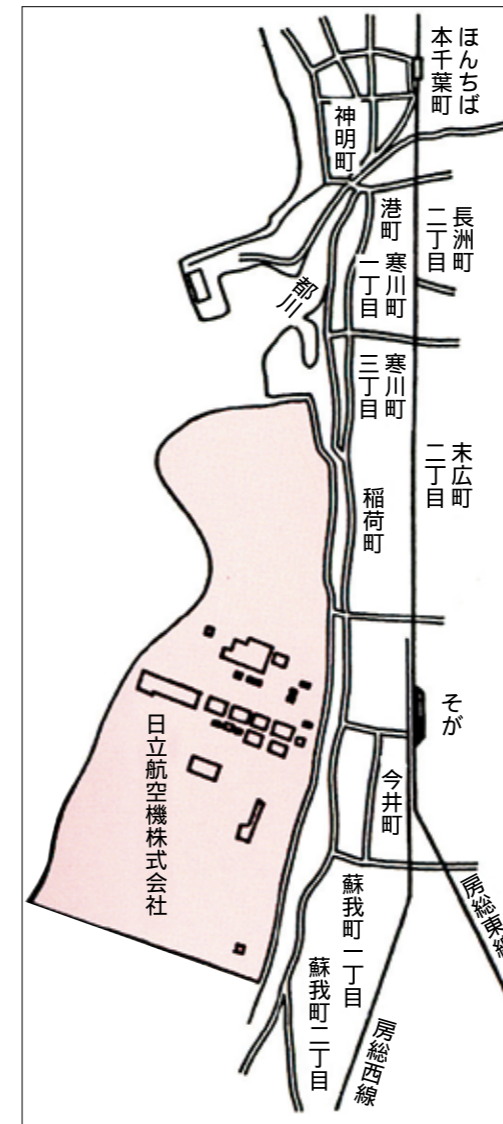 ほんちば
本千葉町
神明町
港町
長洲町
二丁目
寒川町
一丁目
都川
寒川町
三丁目
末広町
二丁目
稲荷町
そが
日立航空機株式会社
今井町
房総東線
蘇我町一丁目
蘇我町二丁目
房総西線